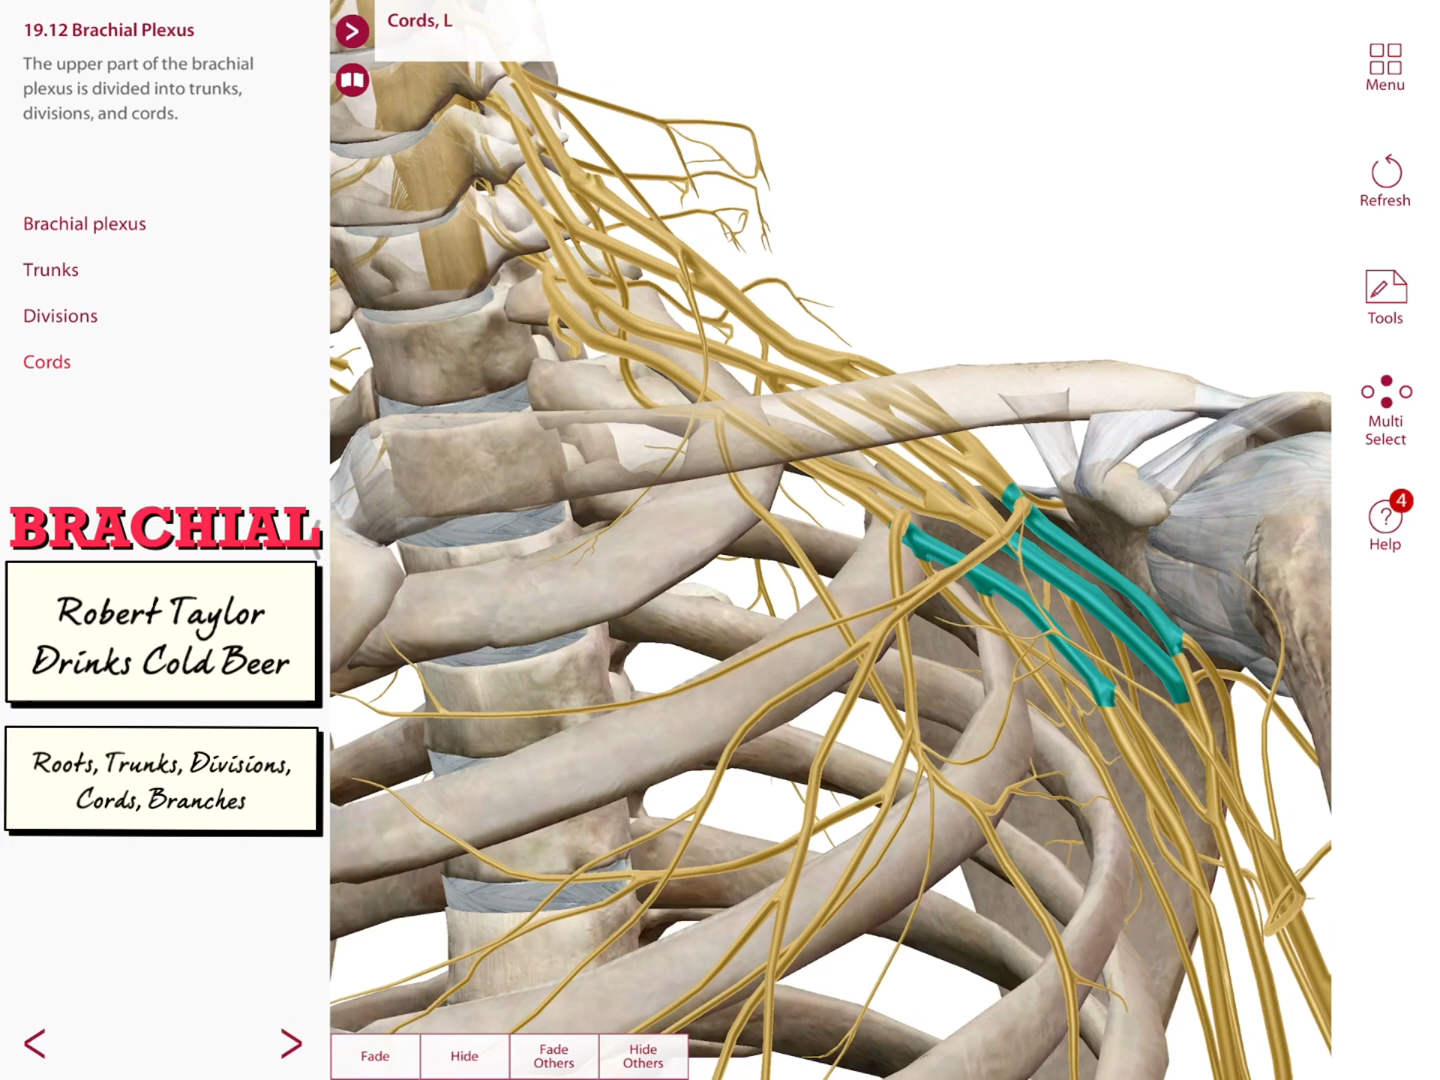 19.12 Brachial Plexus
The upper part of the brachial
plexus is divided into trunks,
divisions, and cords.
Brachial plexus
Trunks
Divisions
Cords
BRACHIAL
Robert Taylor
Drinks Cold Beer
Roots, Trunks, Divisions,
Cords, Branches
Cords, L
Fade
Hide
Fade
Others
Hide
Others
Menu
Refresh
Tools
Multi
Select
4
?
Help